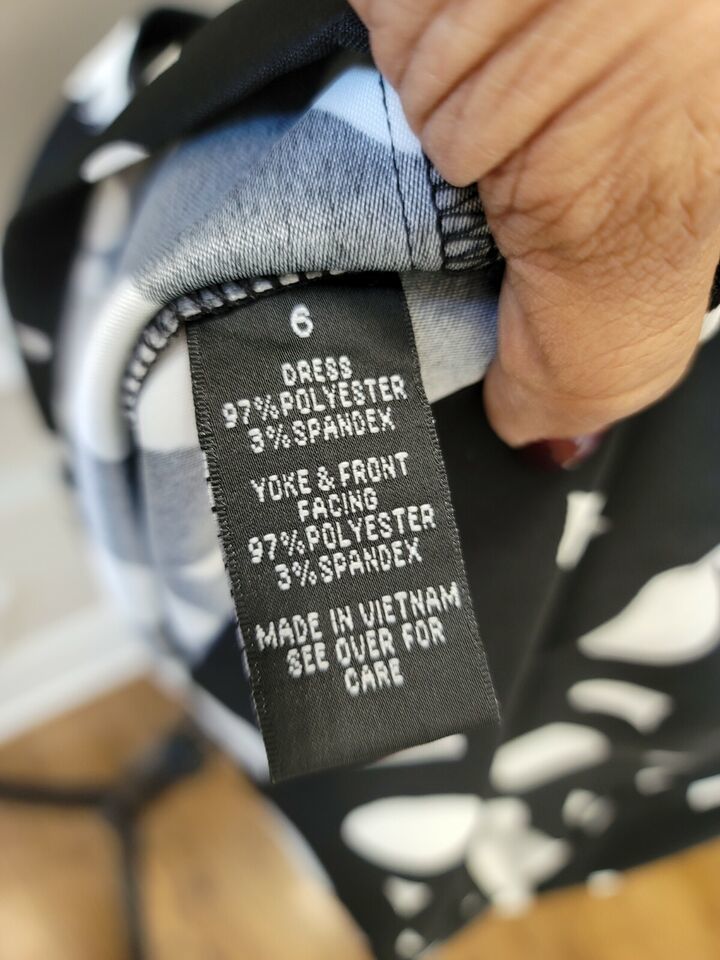 6
DRESS
97%POLYESTER
3%SPANDEX
YOKE & FRONT
FACING
97%POLYESTER
3%SPANDEX
MADE IN VIETNAM
SEE OVER FOR
CARE